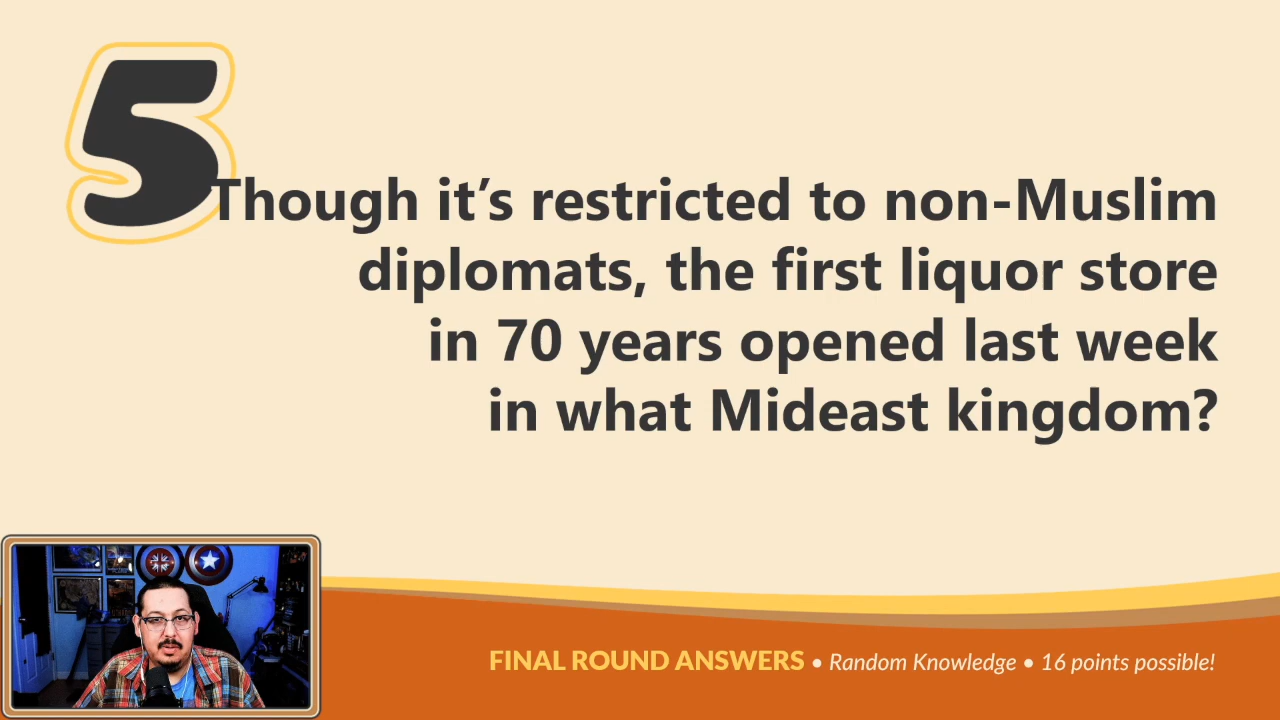 5
Though it’s restricted to non-Muslim
diplomats, the first liquor store
in 70 years opened last week
in what Mideast kingdom?
FINAL ROUND ANSWERS • Random Knowledge • 16 points possible!